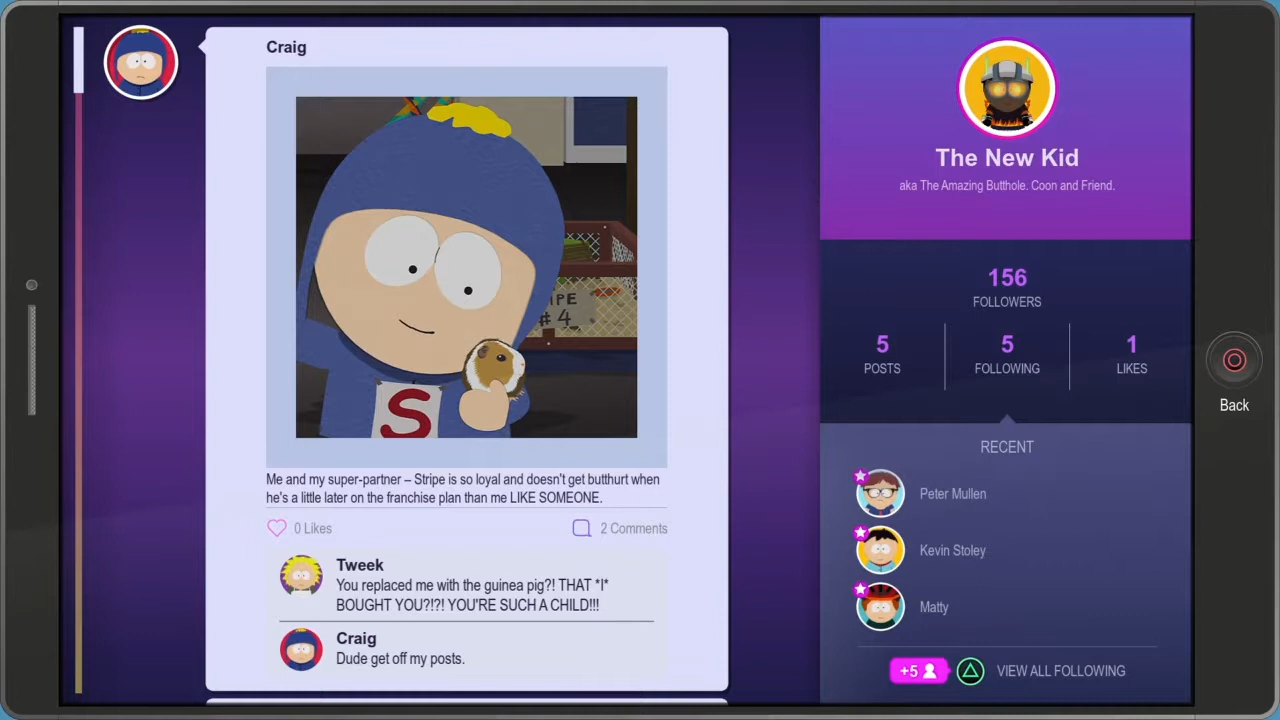 Craig
IPE
#4
S
Me and my super-partner – Stripe is so loyal and doesn't get butthurt when
he's a little later on the franchise plan than me LIKE SOMEONE.
0 Likes
2 Comments
Tweek
You replaced me with the guinea pig?! THAT *I*
BOUGHT YOU?!?! YOU'RE SUCH A CHILD!!!
Craig
Dude get off my posts.
The New Kid
aka The Amazing Butthole. Coon and Friend.
156
FOLLOWERS
5
POSTS
5
FOLLOWING
1
LIKES
RECENT
Peter Mullen
Kevin Stoley
Matty
+5
VIEW ALL FOLLOWING
Back